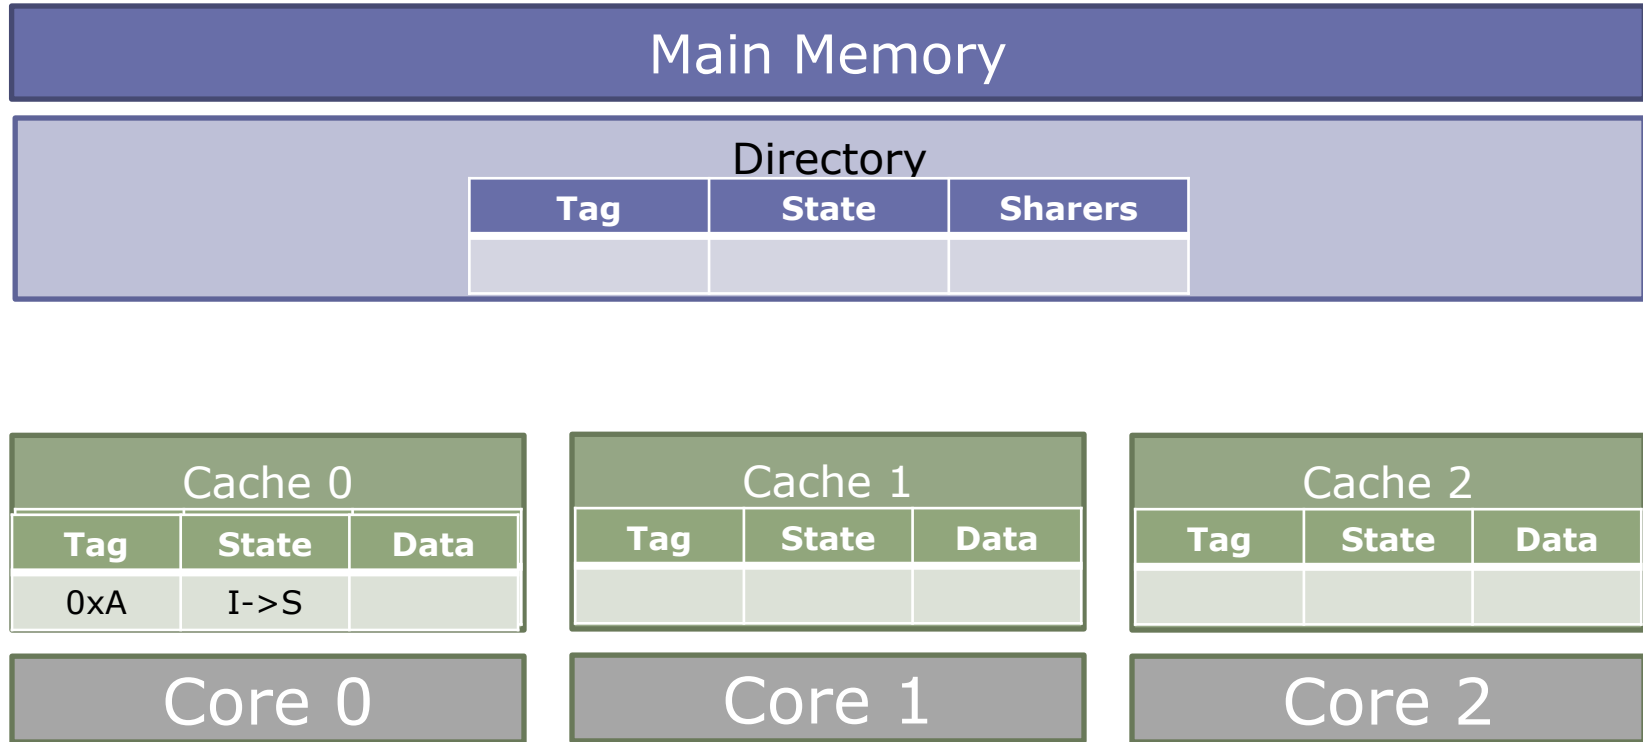 Main Memory
Directory
Tag State Sharers
Cache 0
Tag State Data
0xA I->S
Core 0
Cache 1
Tag State Data
Core 1
Cache 2
Tag State Data
Core 2